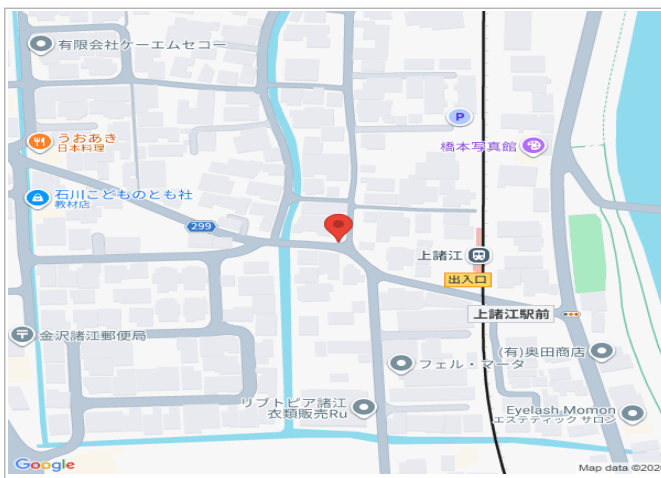 有限会社ケーエムセコー
P
うおあき
日本料理
橋本写真館
石川こどものとも社
教材店
299
上諸江
出入口
上諸江駅前
金沢諸江郵便局
(有)奥田商店
フェル・マータ
リブトピア諸江
衣類販売Ru
Eyelash Momon
エステティック サロン
Google
Map data ©202